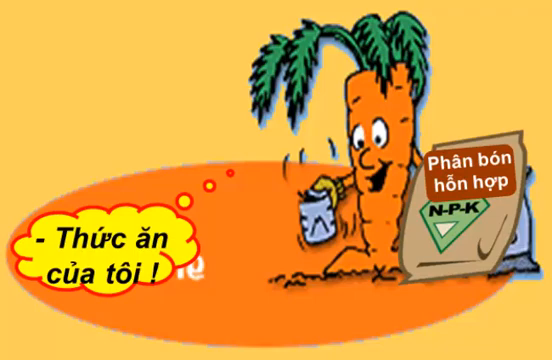 Phân bón
hỗn hợp
N-P-K
- Thức ăn
của tôi !